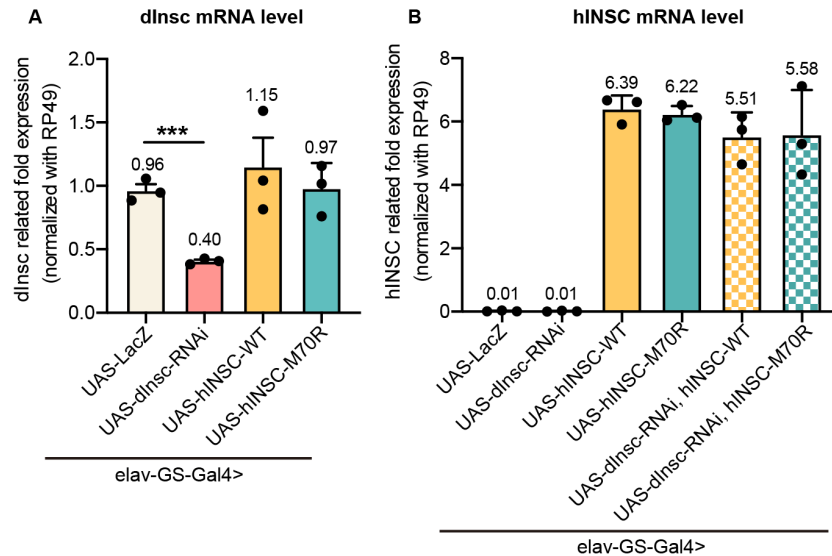 A
dInsc mRNA level
dInsc related fold expression
(normalized with RP49)
2.0
1.5
1.0
0.5
0.0
0.96
***
0.40
1.15
0.97
UAS-LacZ
UAS-dInsc-RNAi
UAS-hINSC-WT
UAS-hINSC-M70R
elav-GS-Gal4>
B
hINSC mRNA level
hINSC related fold expression
(normalized with RP49)
8
6
4
2
0
0.01
0.01
6.39
6.22
5.51
5.58
UAS-LacZ
UAS-dInsc-RNAi
UAS-hINSC-WT
UAS-hINSC-M70R
UAS-dInsc-RNAi, hINSC-WT
UAS-dInsc-RNAi, hINSC-M70R
elav-GS-Gal4>